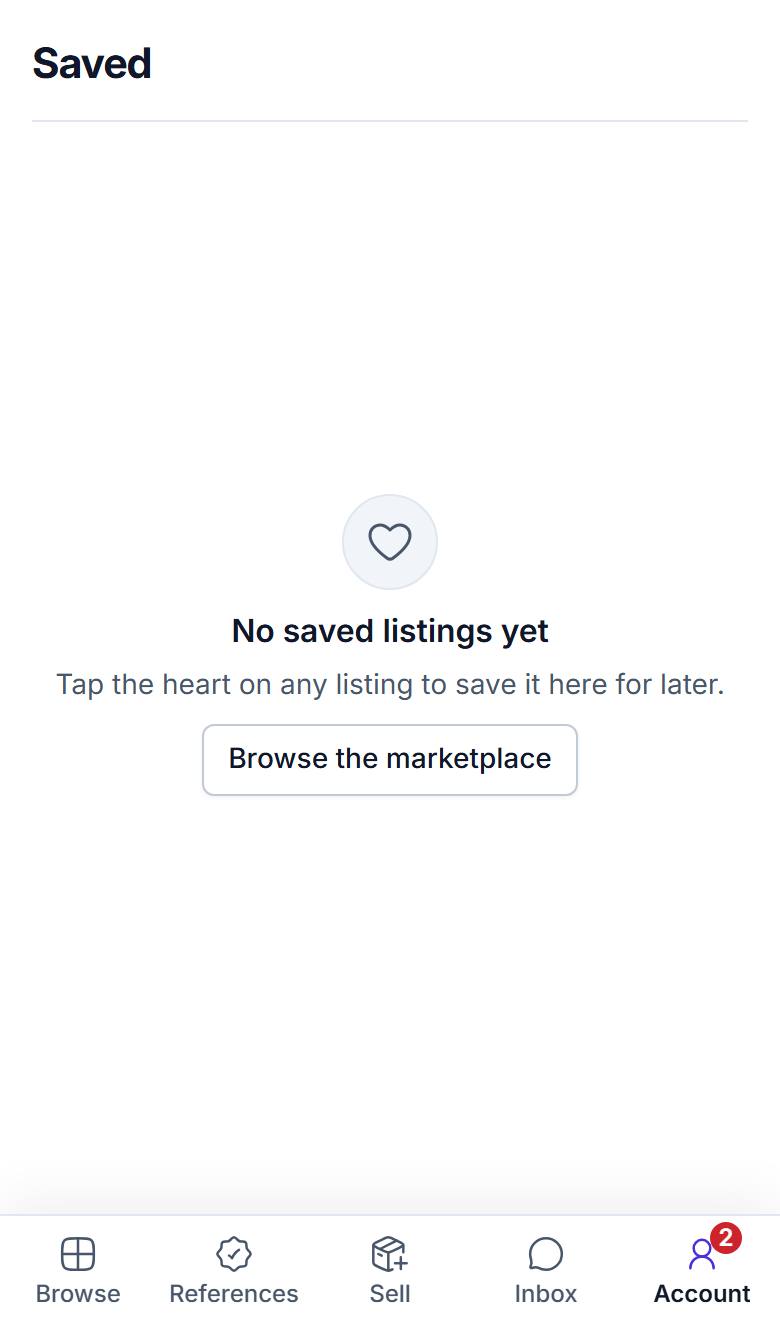 Saved
No saved listings yet
Tap the heart on any listing to save it here for later.
Browse the marketplace
2
Browse
References
Sell
Inbox
Account